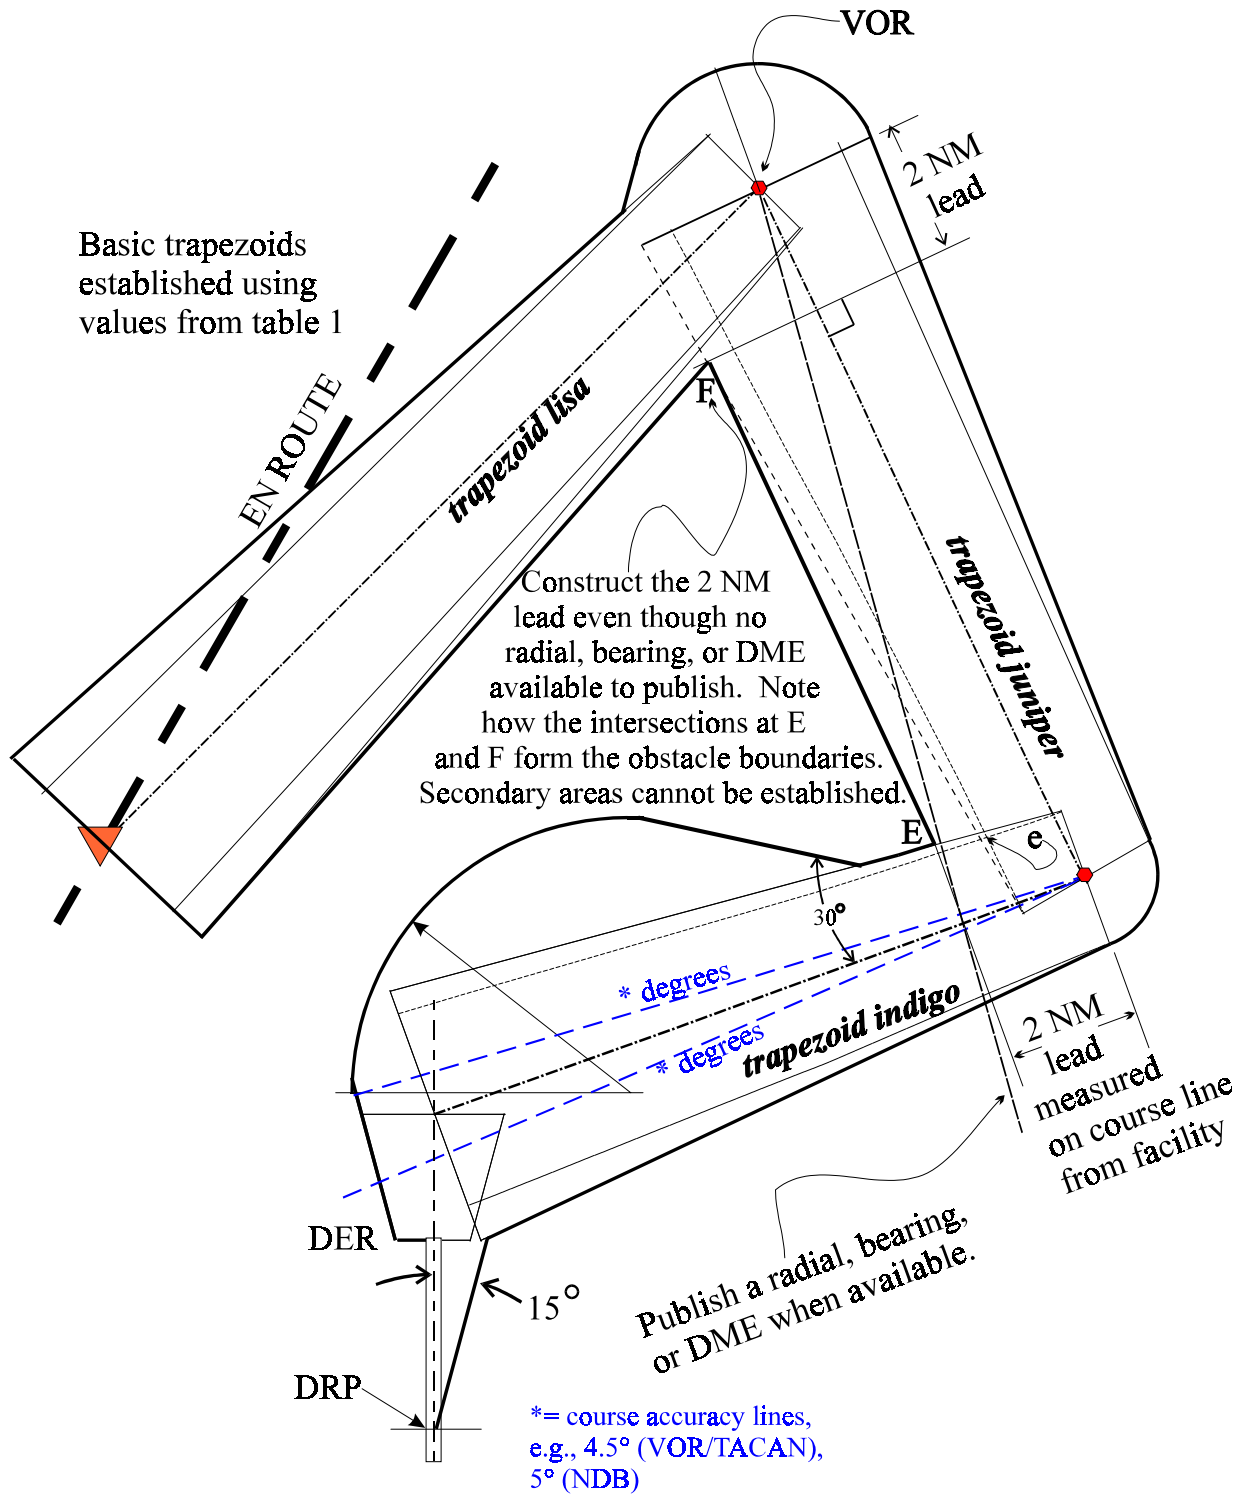 VOR
2 NM
lead
Basic trapezoids
established using
values from table 1
EN ROUTE
trapezoid lisa
F
trapezoid juniper
Construct the 2 NM
lead even though no
radial, bearing, or DME
available to publish. Note
how the intersections at E
and F form the obstacle boundaries.
Secondary areas cannot be established.
E
e
30°
* degrees
* degrees
trapezoid indigo
2 NM
lead
measured
on course line
from facility
DER
15°
Publish a radial, bearing,
or DME when available.
DRP
*= course accuracy lines,
e.g., 4.5° (VOR/TACAN),
5° (NDB)